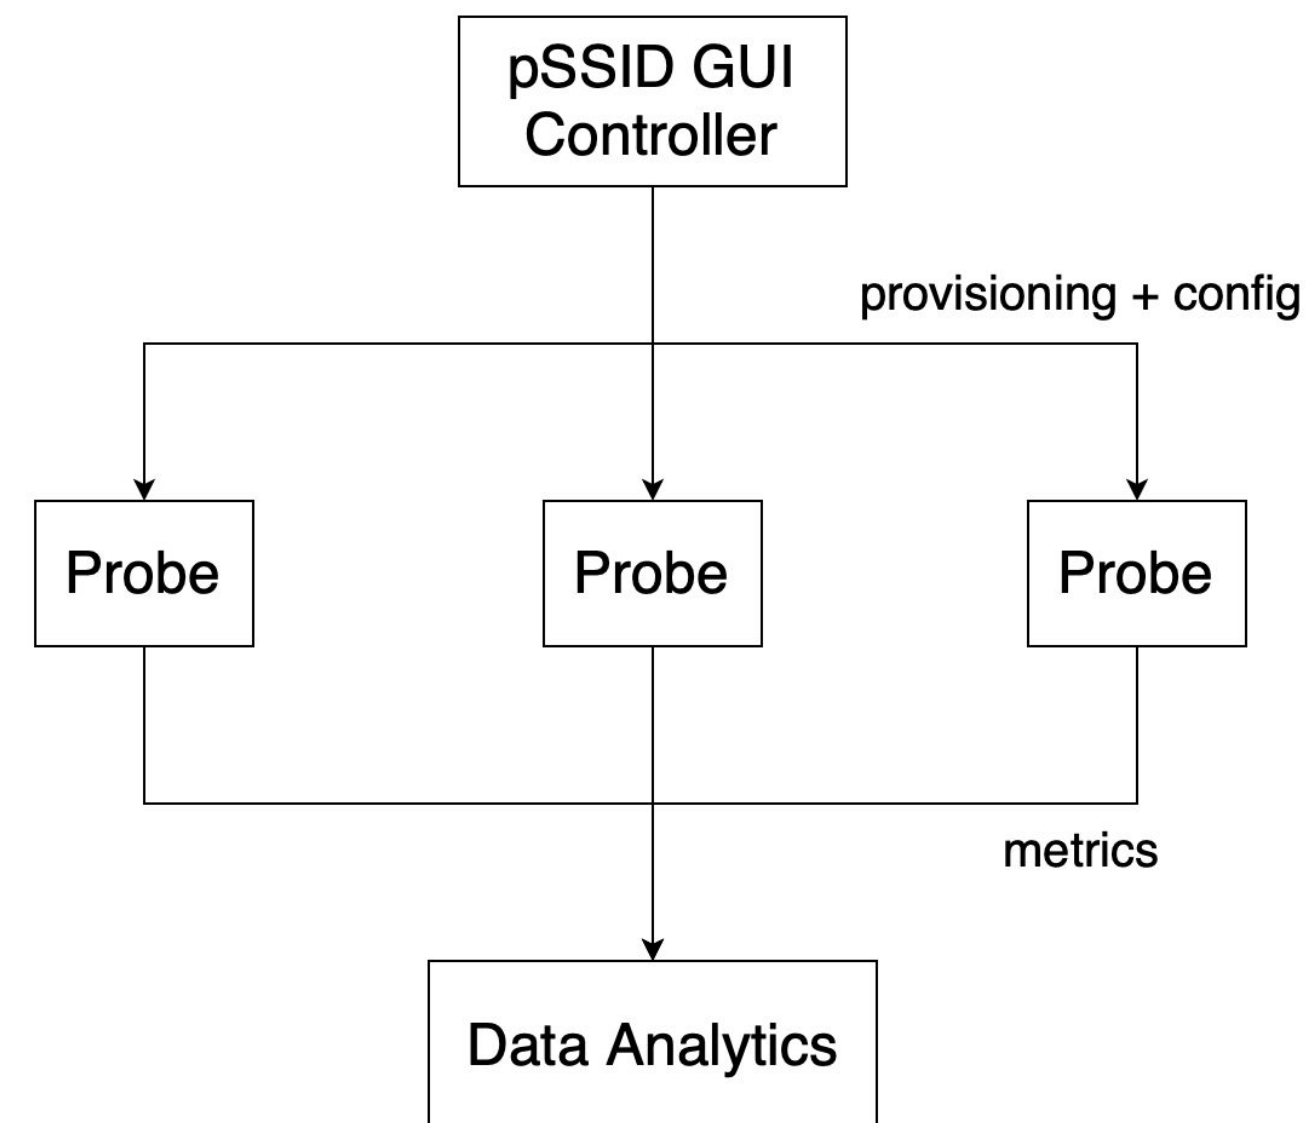 pSSID GUI
Controller
provisioning + config
Probe
Probe
Probe
metrics
Data Analytics